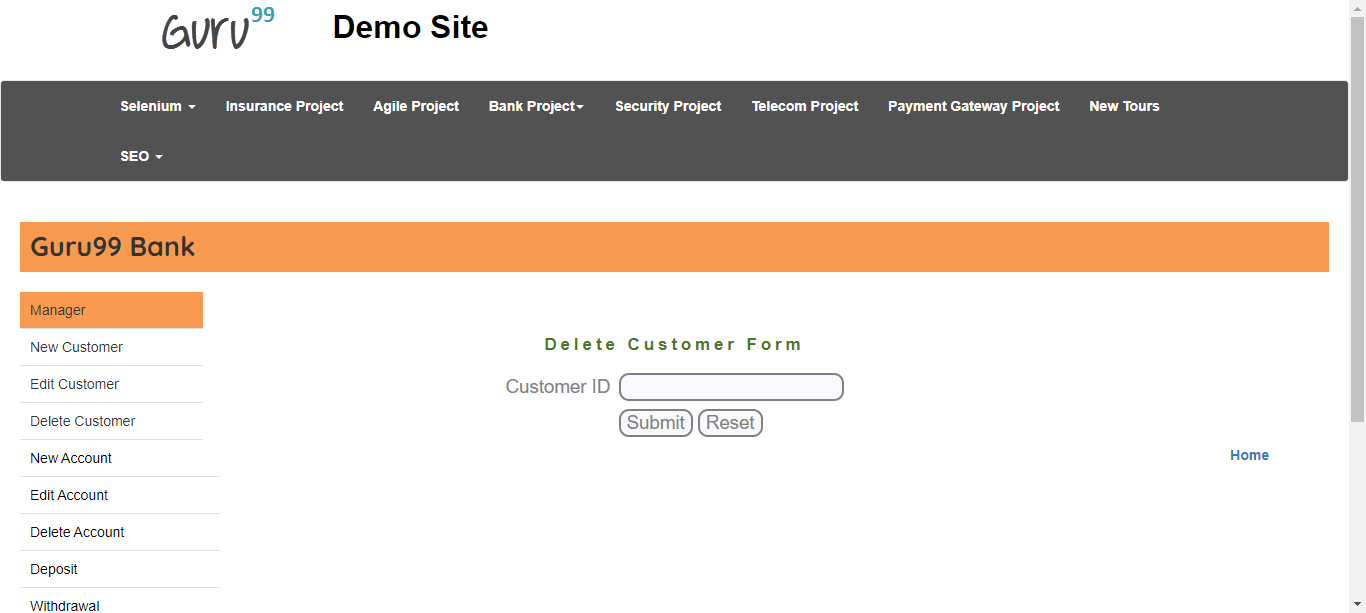 Guru99 Demo Site
Selenium Insurance Project Agile Project Bank Project Security Project Telecom Project Payment Gateway Project New Tours
SEO
Guru99 Bank
Manager
New Customer
Edit Customer
Delete Customer
New Account
Edit Account
Delete Account
Deposit
Withdrawal
Delete Customer Form
Customer ID
Submit Reset
Home